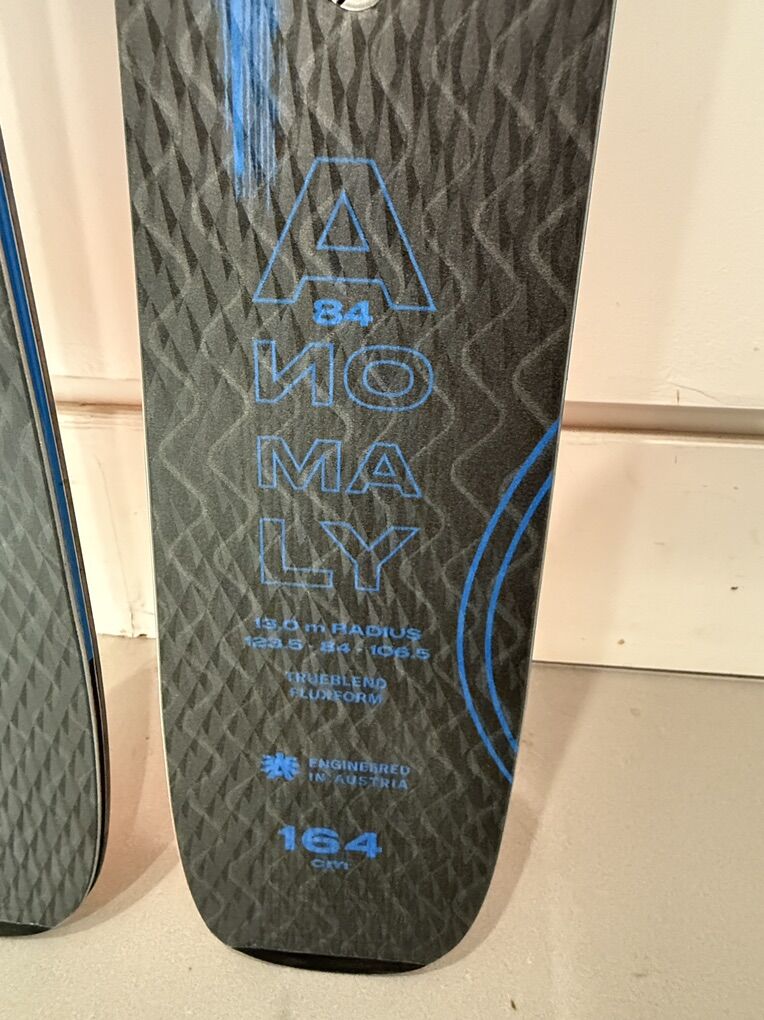 A
84
ИO
MA
LY
13.0 m RADIUS
123.5 - 84 - 106.5
TRUEBLEND
FLUXFORM
ENGINEERED
IN AUSTRIA
164
cm